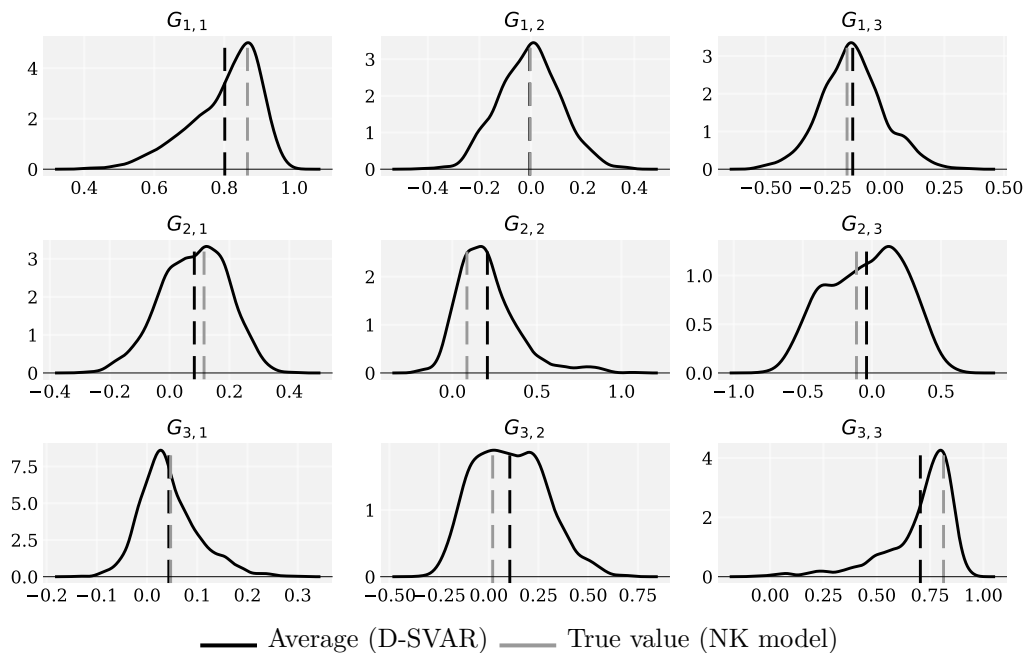 G1,1 G1,2 G1,3
4
2
0
0.4 0.6 0.8 1.0
3
2
1
0
−0.4 −0.2 0.0 0.2 0.4
3
2
1
0
−0.50 −0.25 0.00 0.25 0.50
G2,1 G2,2 G2,3
3
2
1
0
−0.4 −0.2 0.0 0.2 0.4
2
1
0
0.0 0.5 1.0
1.0
0.5
0.0
−1.0 −0.5 0.0 0.5
G3,1 G3,2 G3,3
7.5
5.0
2.5
0.0
−0.2 −0.1 0.0 0.1 0.2 0.3
1
0
−0.50 −0.25 0.00 0.25 0.50 0.75
4
2
0
0.00 0.25 0.50 0.75 1.00
Average (D-SVAR) True value (NK model)